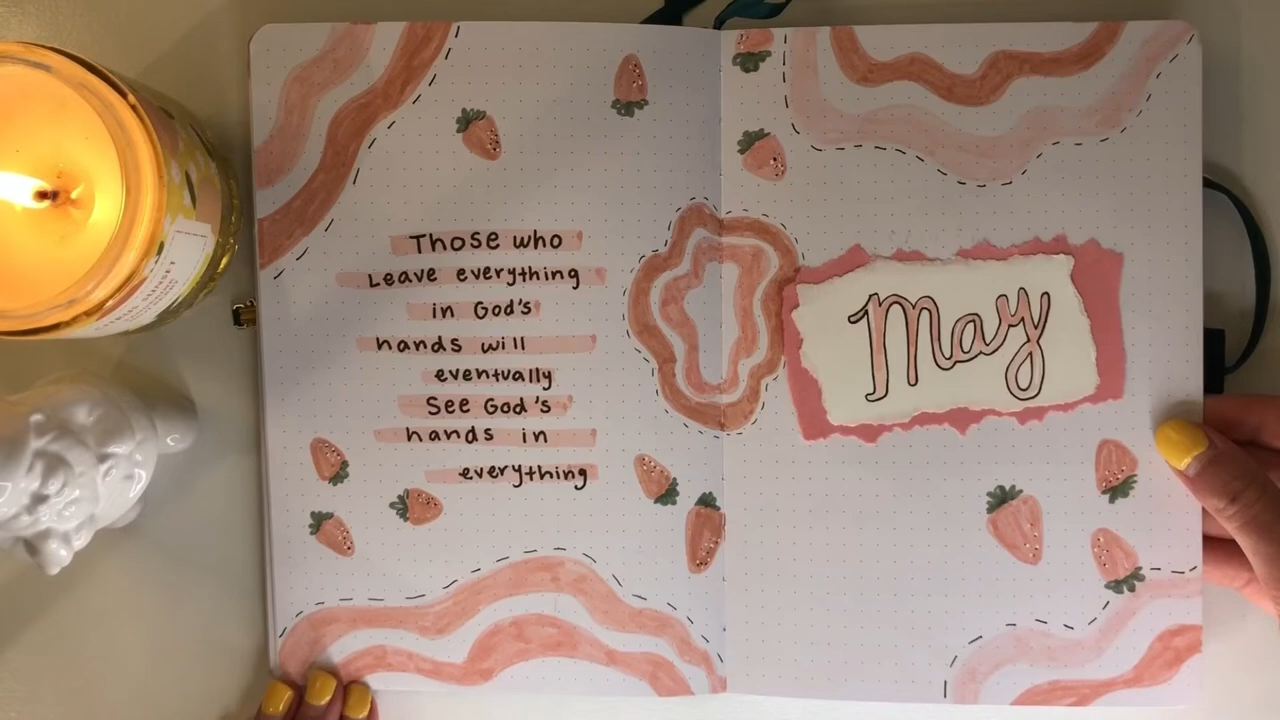 Those who
Leave everything
in God's
hands will
eventually
See God's
hands in
everything
May